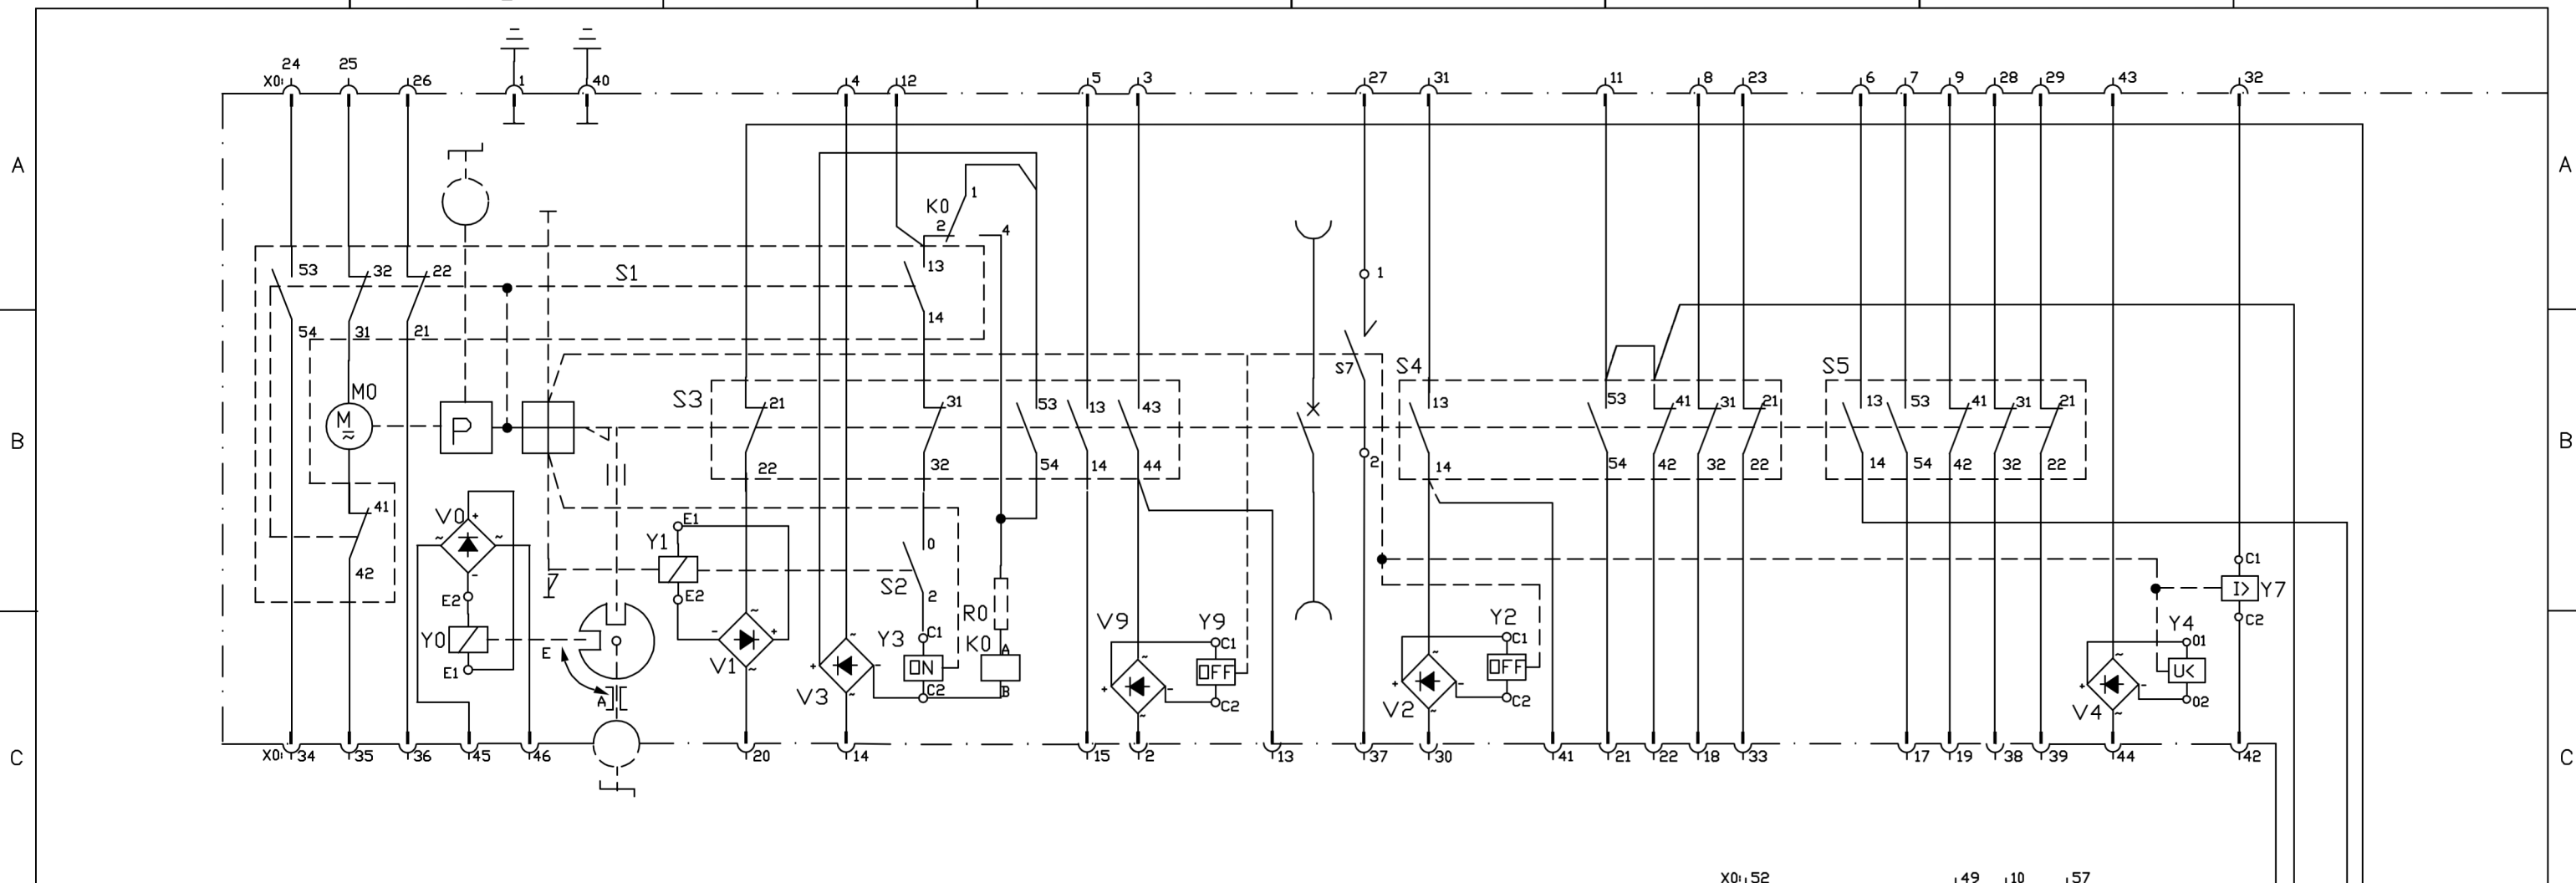 24 25 26 1 40 4 12 5 3 27 31 11 8 23 6 7 9 28 29 43 32
X0:
A A
K0 1
2 4
53 32 22 S1 13 1
54 31 21 14
S7 S4 S5
M0
S3 21 31 53 13 43 13 53 41 31 21 13 53 41 31 21
M
≂
P
B B
22 32 54 14 44 2 14 54 42 32 22 14 54 42 32 22
41
V0 + E1
~ ~ Y1 0
42 - S2 C1
E2 E2 2 I> Y7
R0 V9 Y9 Y2 C2
Y0 E - ~ + Y3 C1 K0 A ~ C1 ~ C1 Y4 01
E1 V1 ~ + ~ - ON OFF OFF U<
A V3 ~ C2 B + - C2 V2 + - C2 V4 + ~ - 02
~ ~ ~
C C
X0: 34 35 36 45 46 20 14 15 2 13 37 30 41 21 22 18 33 17 19 38 39 44 42
X0: 52 49 10 57